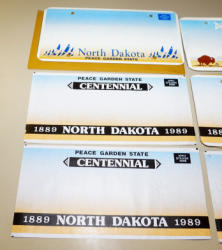 North Dakota
PEACE GARDEN STATE
PEACE GARDEN STATE
CENTENNIAL
1889 NORTH DAKOTA 1989
PEACE GARDEN STATE
CENTENNIAL
1889 NORTH DAKOTA 1989